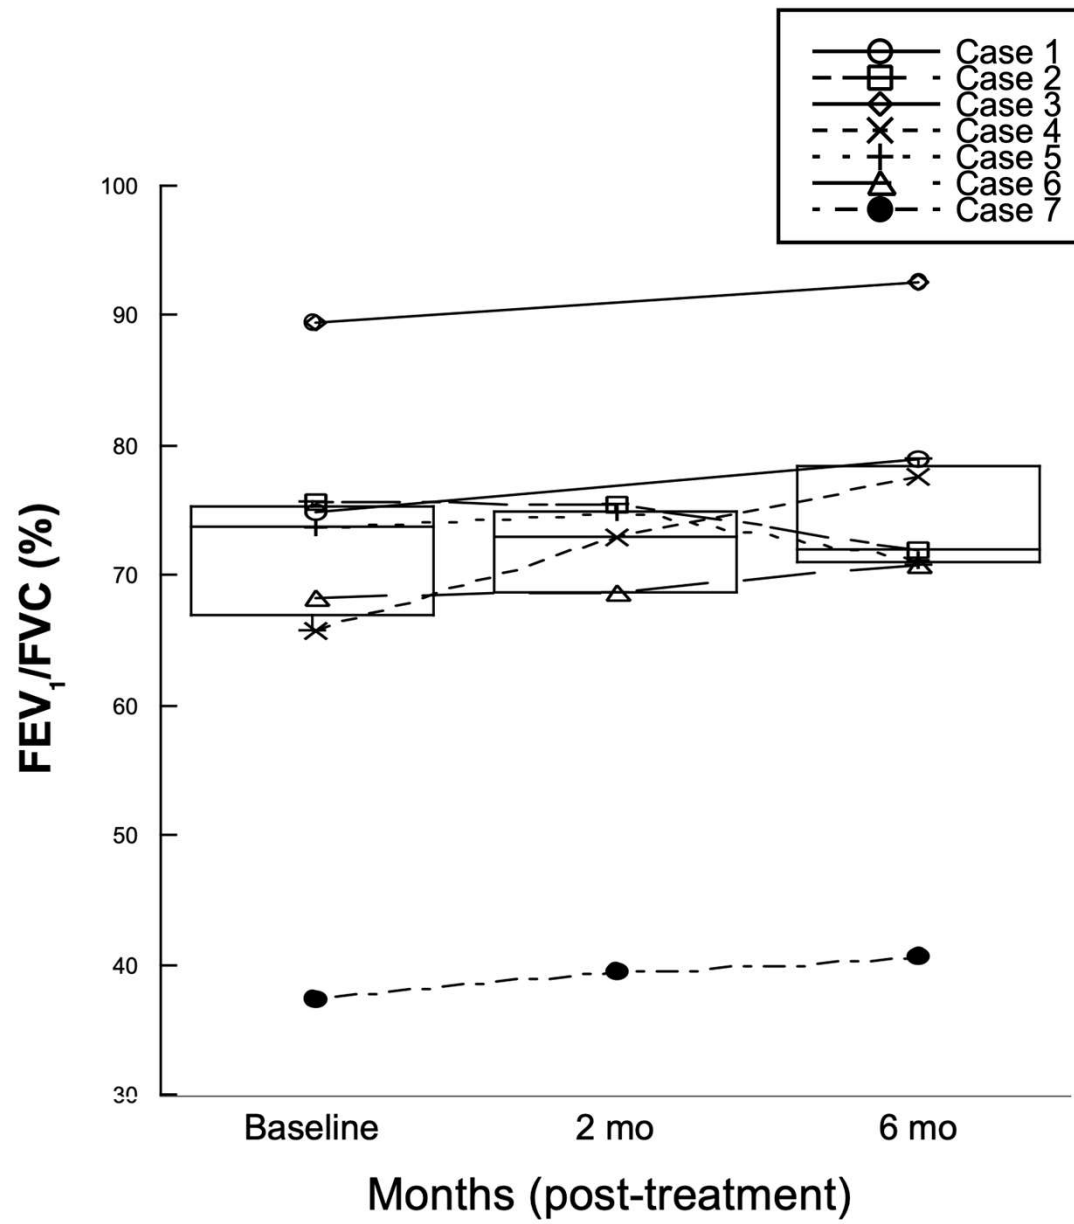 Case 1
Case 2
Case 3
Case 4
Case 5
Case 6
Case 7
100
90
80
70
60
50
40
30
FEV1/FVC (%)
Baseline 2 mo 6 mo
Months (post-treatment)